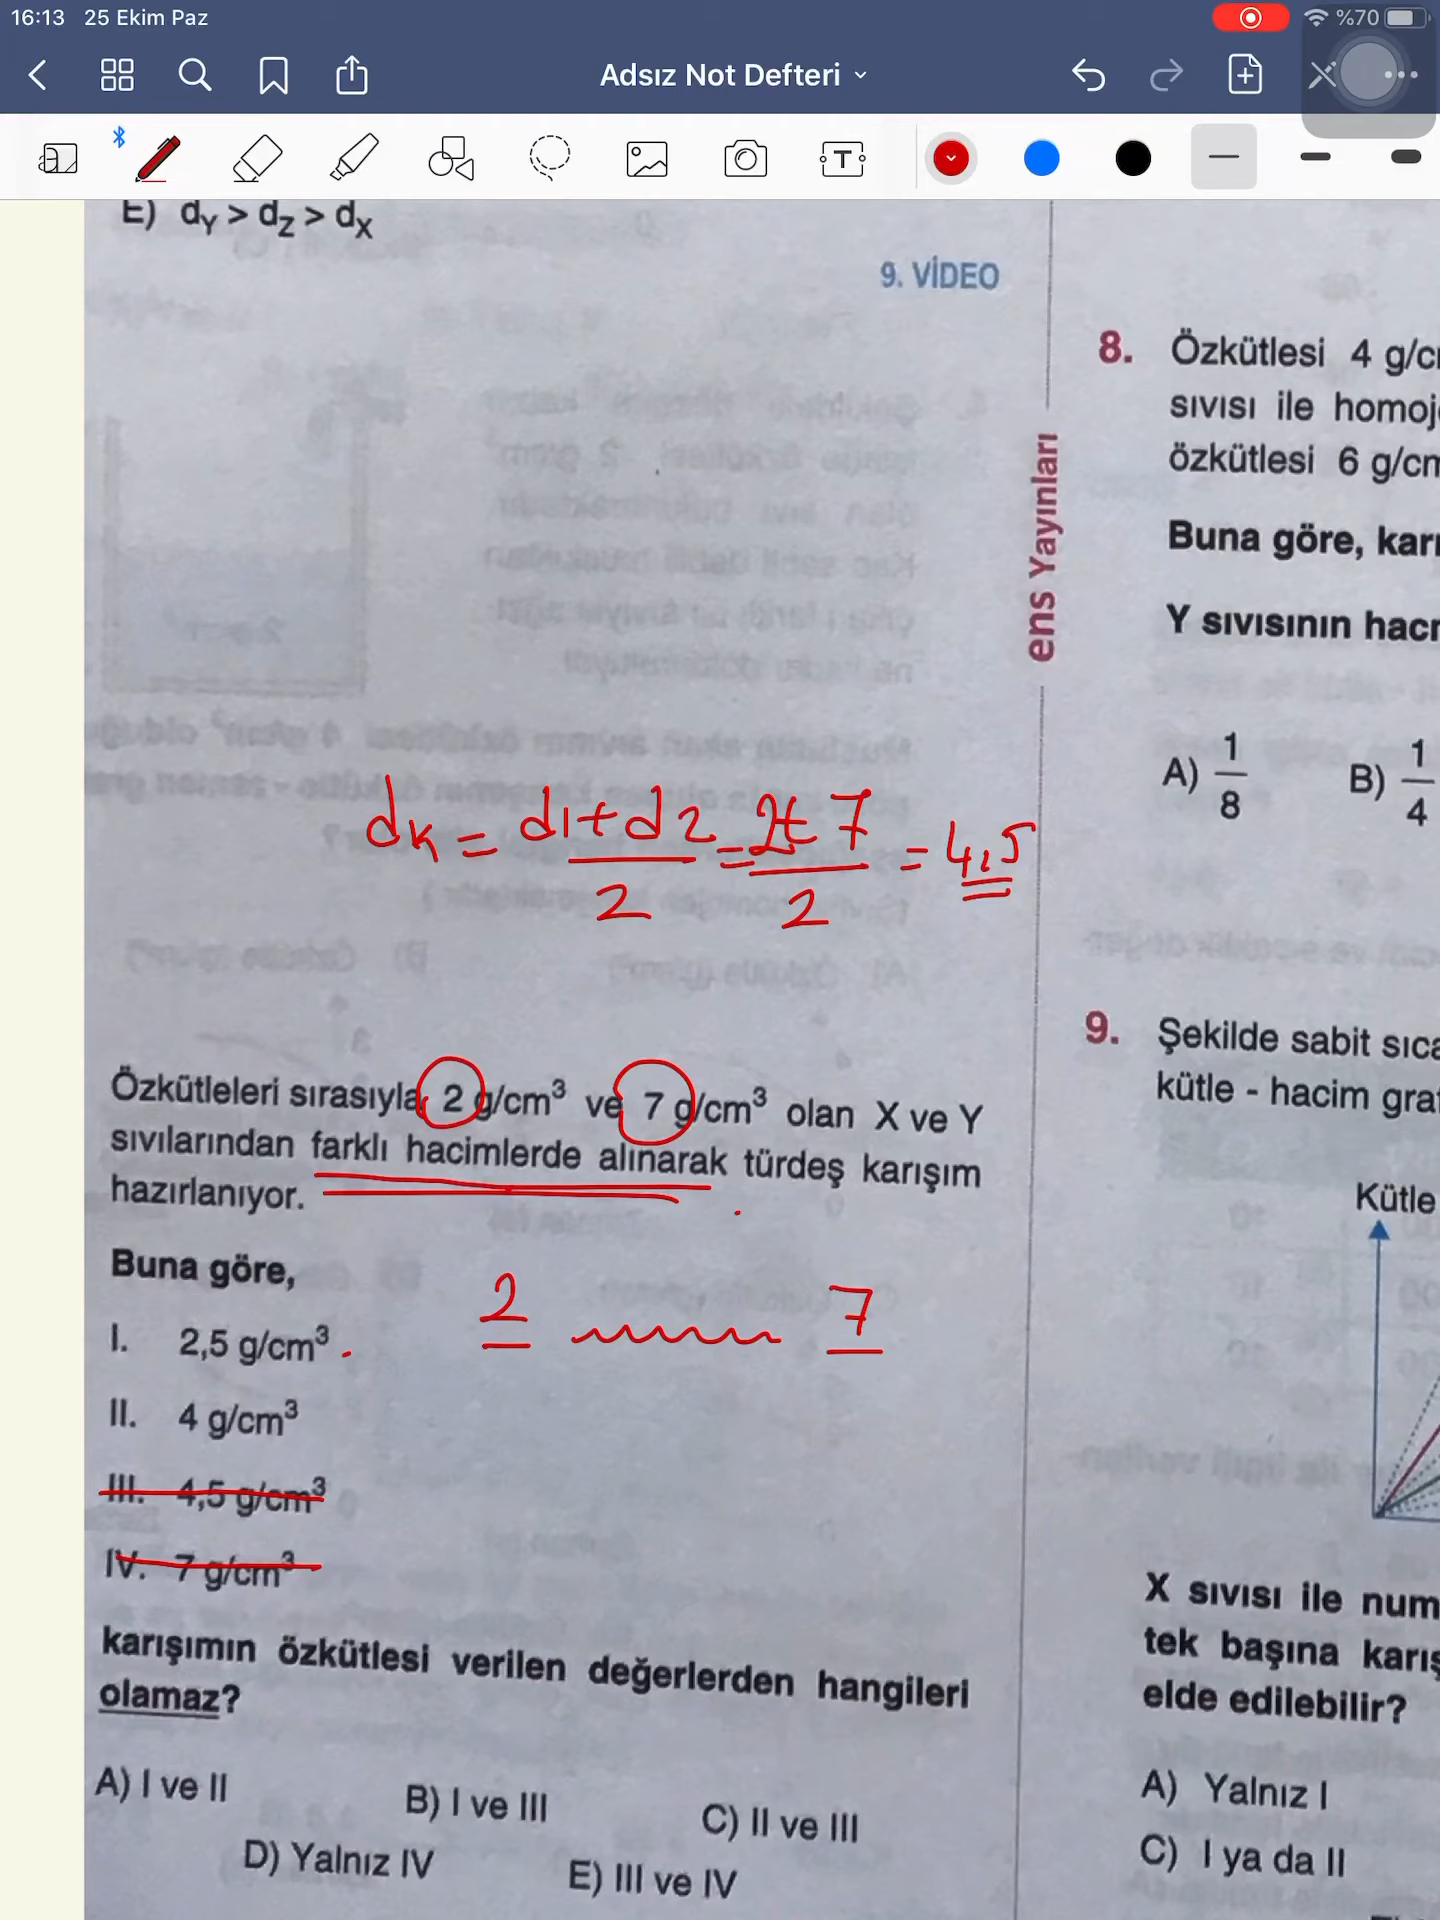 16:13 25 Ekim Paz
%70
Adsız Not Defteri
E) dY > dZ > dX
9. VİDEO
ens Yayınları
dk = d1+d2 / 2 = 2+7 / 2 = 4,5
Özkütleleri sırasıyla 2 g/cm³ ve 7 g/cm³ olan X ve Y
sıvılarından farklı hacimlerde alınarak türdeş karışım
hazırlanıyor.
Buna göre,
2 7
I. 2,5 g/cm³
II. 4 g/cm³
III. 4,5 g/cm³
IV. 7 g/cm³
karışımın özkütlesi verilen değerlerden hangileri
olamaz?
A) I ve II
B) I ve III
C) II ve III
D) Yalnız IV
E) III ve IV
8. Özkütlesi 4 g/c
sıvısı ile homoj
özkütlesi 6 g/cm
Buna göre, karı
Y sıvısının hac
A) 1/8 B) 1/4
9. Şekilde sabit sıca
kütle - hacim gra
Kütle
X sıvısı ile num
tek başına karış
elde edilebilir?
A) Yalnız I
C) I ya da II